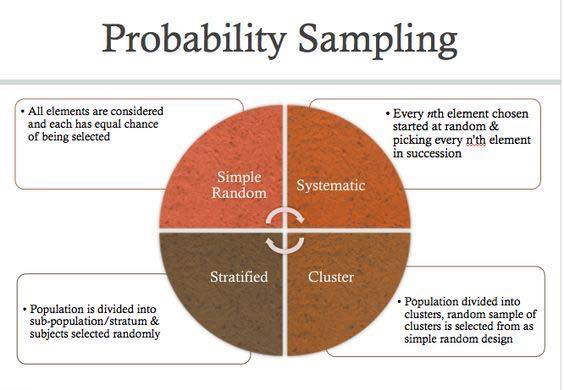 Probability Sampling
• All elements are considered
and each has equal chance
of being selected
• Every nth element chosen
started at random &
picking every n'th element
in succession
Simple
Random
Systematic
Stratified
Cluster
• Population is divided into
sub-population/stratum &
subjects selected randomly
• Population divided into
clusters, random sample of
clusters is selected from as
simple random design